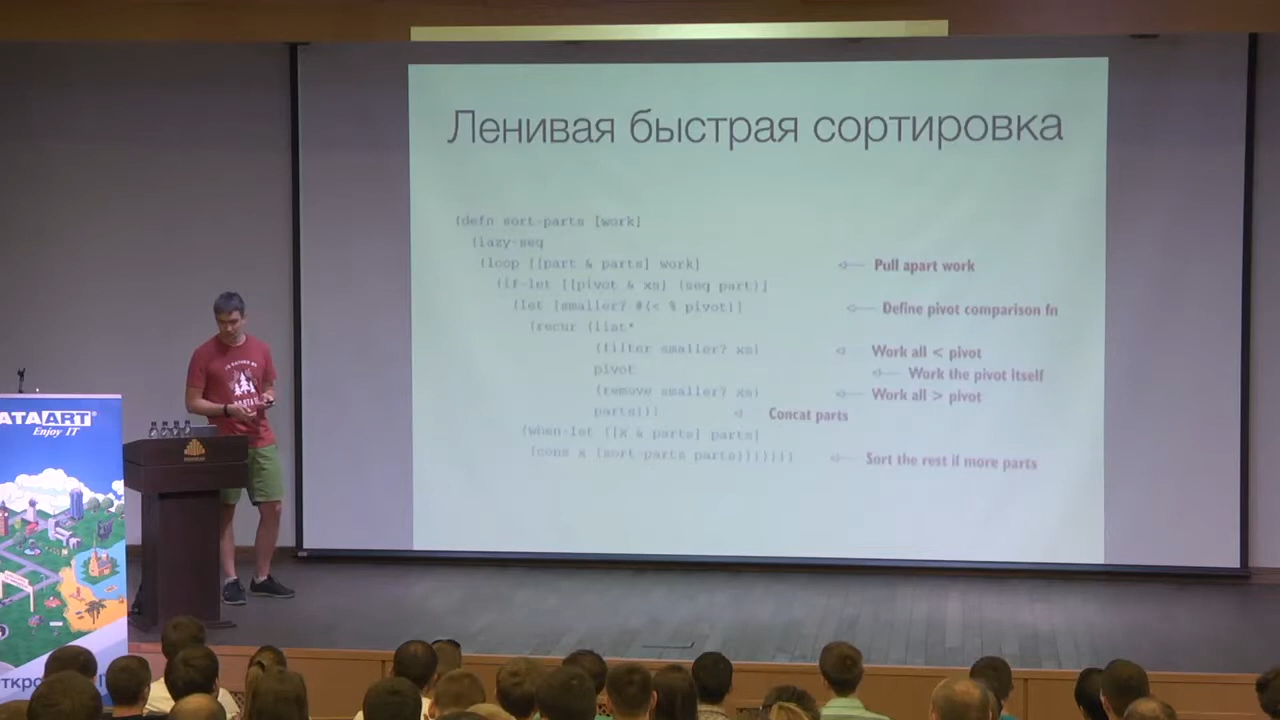 Ленивая быстрая сортировка
(defn sort-parts [work]
(lazy-seq
(loop [[part & parts] work] Pull apart work
(if-let [[pivot & xs] (seq part)]
(let [smaller? #(< % pivot)] Define pivot comparison fn
(recur (list*
(filter smaller? xs) Work all < pivot
pivot Work the pivot itself
(remove smaller? xs) Work all > pivot
parts))) Concat parts
(when-let [[x & parts] parts]
(cons x (sort-parts parts))))))) Sort the rest if more parts
ATAART
Enjoy IT